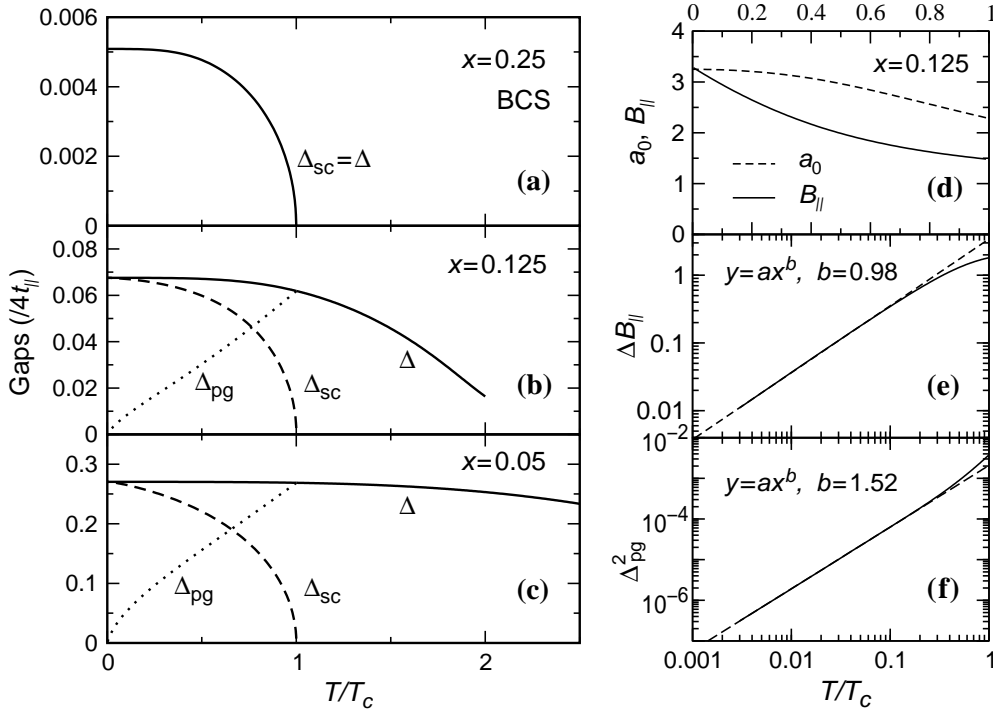 0.006
0.004
0.002
0
x=0.25
BCS
Δsc=Δ
(a)
0.08
0.06
0.04
0.02
0
Gaps (/4t||)
x=0.125
Δ
Δpg
Δsc
(b)
0.3
0.2
0.1
0
x=0.05
Δ
Δpg
Δsc
(c)
0 1 2
T/Tc
0 0.2 0.4 0.6 0.8 1
4
3
2
1
0
a0, B||
x=0.125
a0
B||
(d)
1
0.1
0.01
ΔB||
y=ax^b, b=0.98
(e)
10^-2
10^-4
10^-6
Δ²pg
y=ax^b, b=1.52
(f)
0.001 0.01 0.1 1
T/Tc